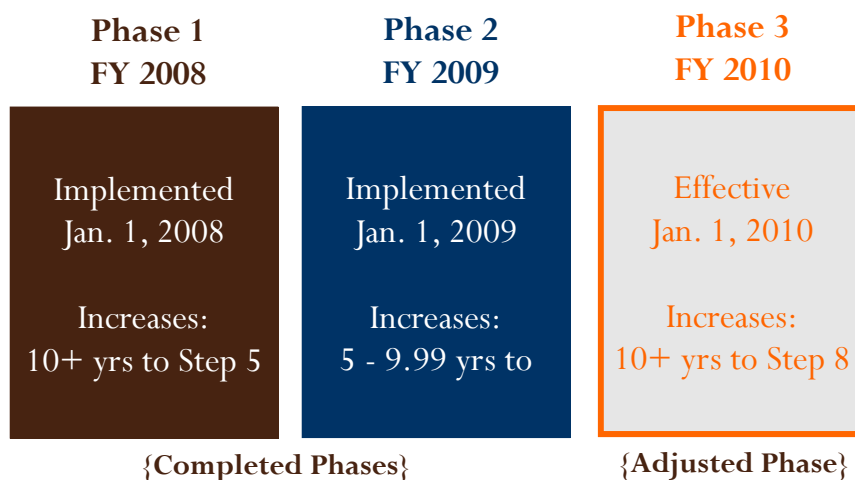 Phase 1
FY 2008
Implemented
Jan. 1, 2008
Increases:
10+ yrs to Step 5
Phase 2
FY 2009
Implemented
Jan. 1, 2009
Increases:
5 - 9.99 yrs to
{Completed Phases}
Phase 3
FY 2010
Effective
Jan. 1, 2010
Increases:
10+ yrs to Step 8
{Adjusted Phase}